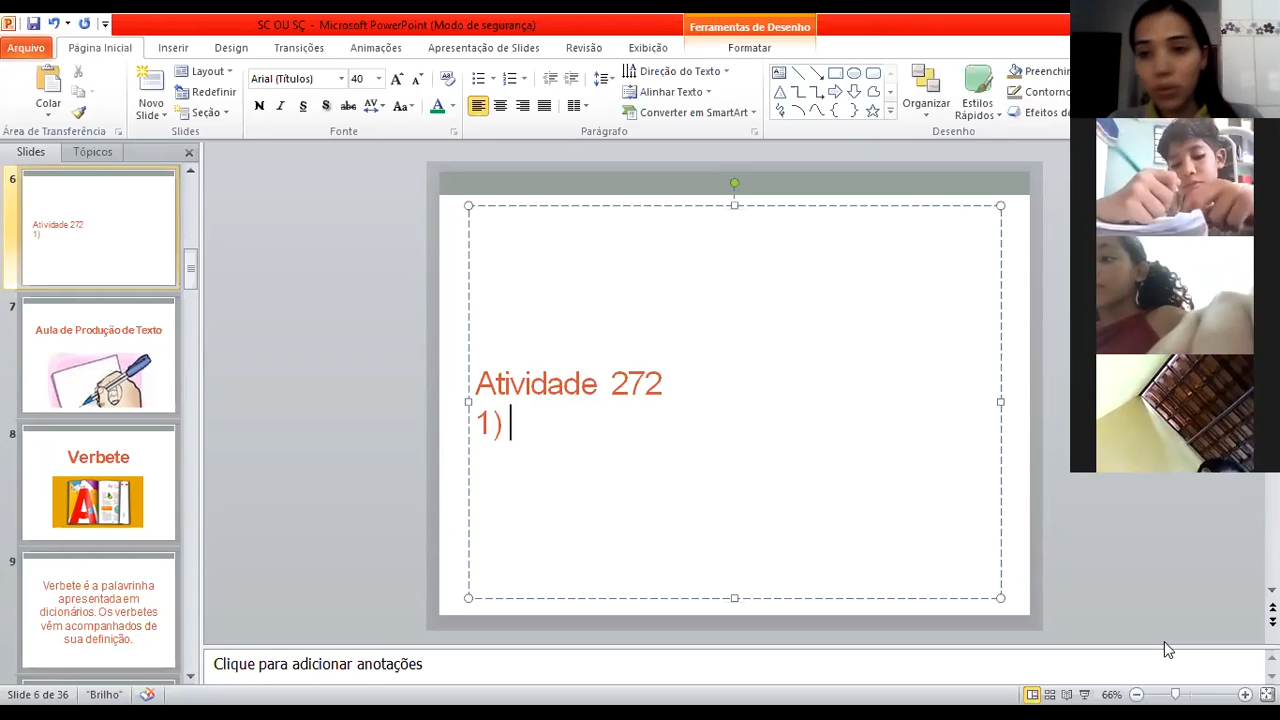 SC OU SÇ - Microsoft PowerPoint (Modo de segurança)
Ferramentas de Desenho
Arquivo
Página Inicial
Inserir
Design
Transições
Animações
Apresentação de Slides
Revisão
Exibição
Formatar
Colar
Área de Transferência
Novo
Slide
Layout
Redefinir
Seção
Slides
Arial (Títulos)
40
N I S S abc AV Aa A
Fonte
Direção do Texto
Alinhar Texto
Converter em SmartArt
Parágrafo
Organizar
Estilos
Rápidos
Preenchi
Contorno
Efeitos de
Desenho
Slides
Tópicos
6
Atividade 272
1)
7
Aula de Produção de Texto
8
Verbete
A
9
Verbete é a palavrinha
apresentada em
dicionários. Os verbetes
vêm acompanhados de
sua definição.
Atividade 272
1)
Clique para adicionar anotações
Slide 6 de 36
"Brilho"
66%